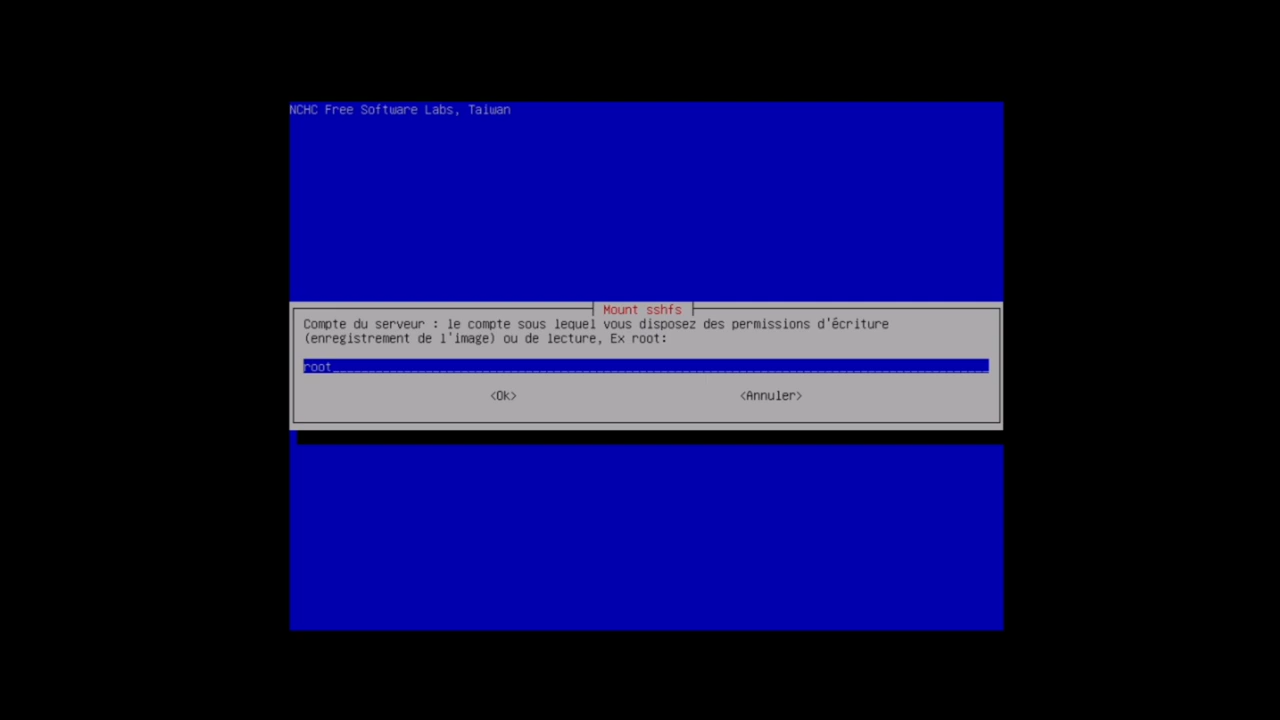 NCHC Free Software Labs, Taiwan
Mount sshfs
Compte du serveur : le compte sous lequel vous disposez des permissions d'écriture
(enregistrement de l'image) ou de lecture, Ex root:
root
<Ok> <Annuler>